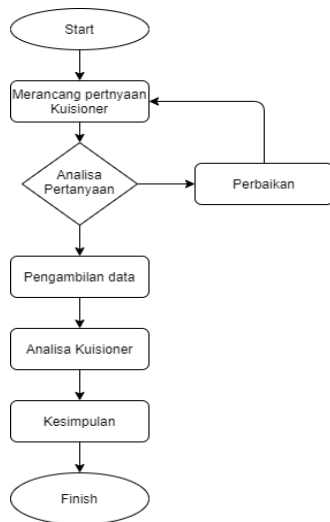 Start
Merancang pertnyaan
Kuisioner
Analisa
Pertanyaan
Perbaikan
Pengambilan data
Analisa Kuisioner
Kesimpulan
Finish